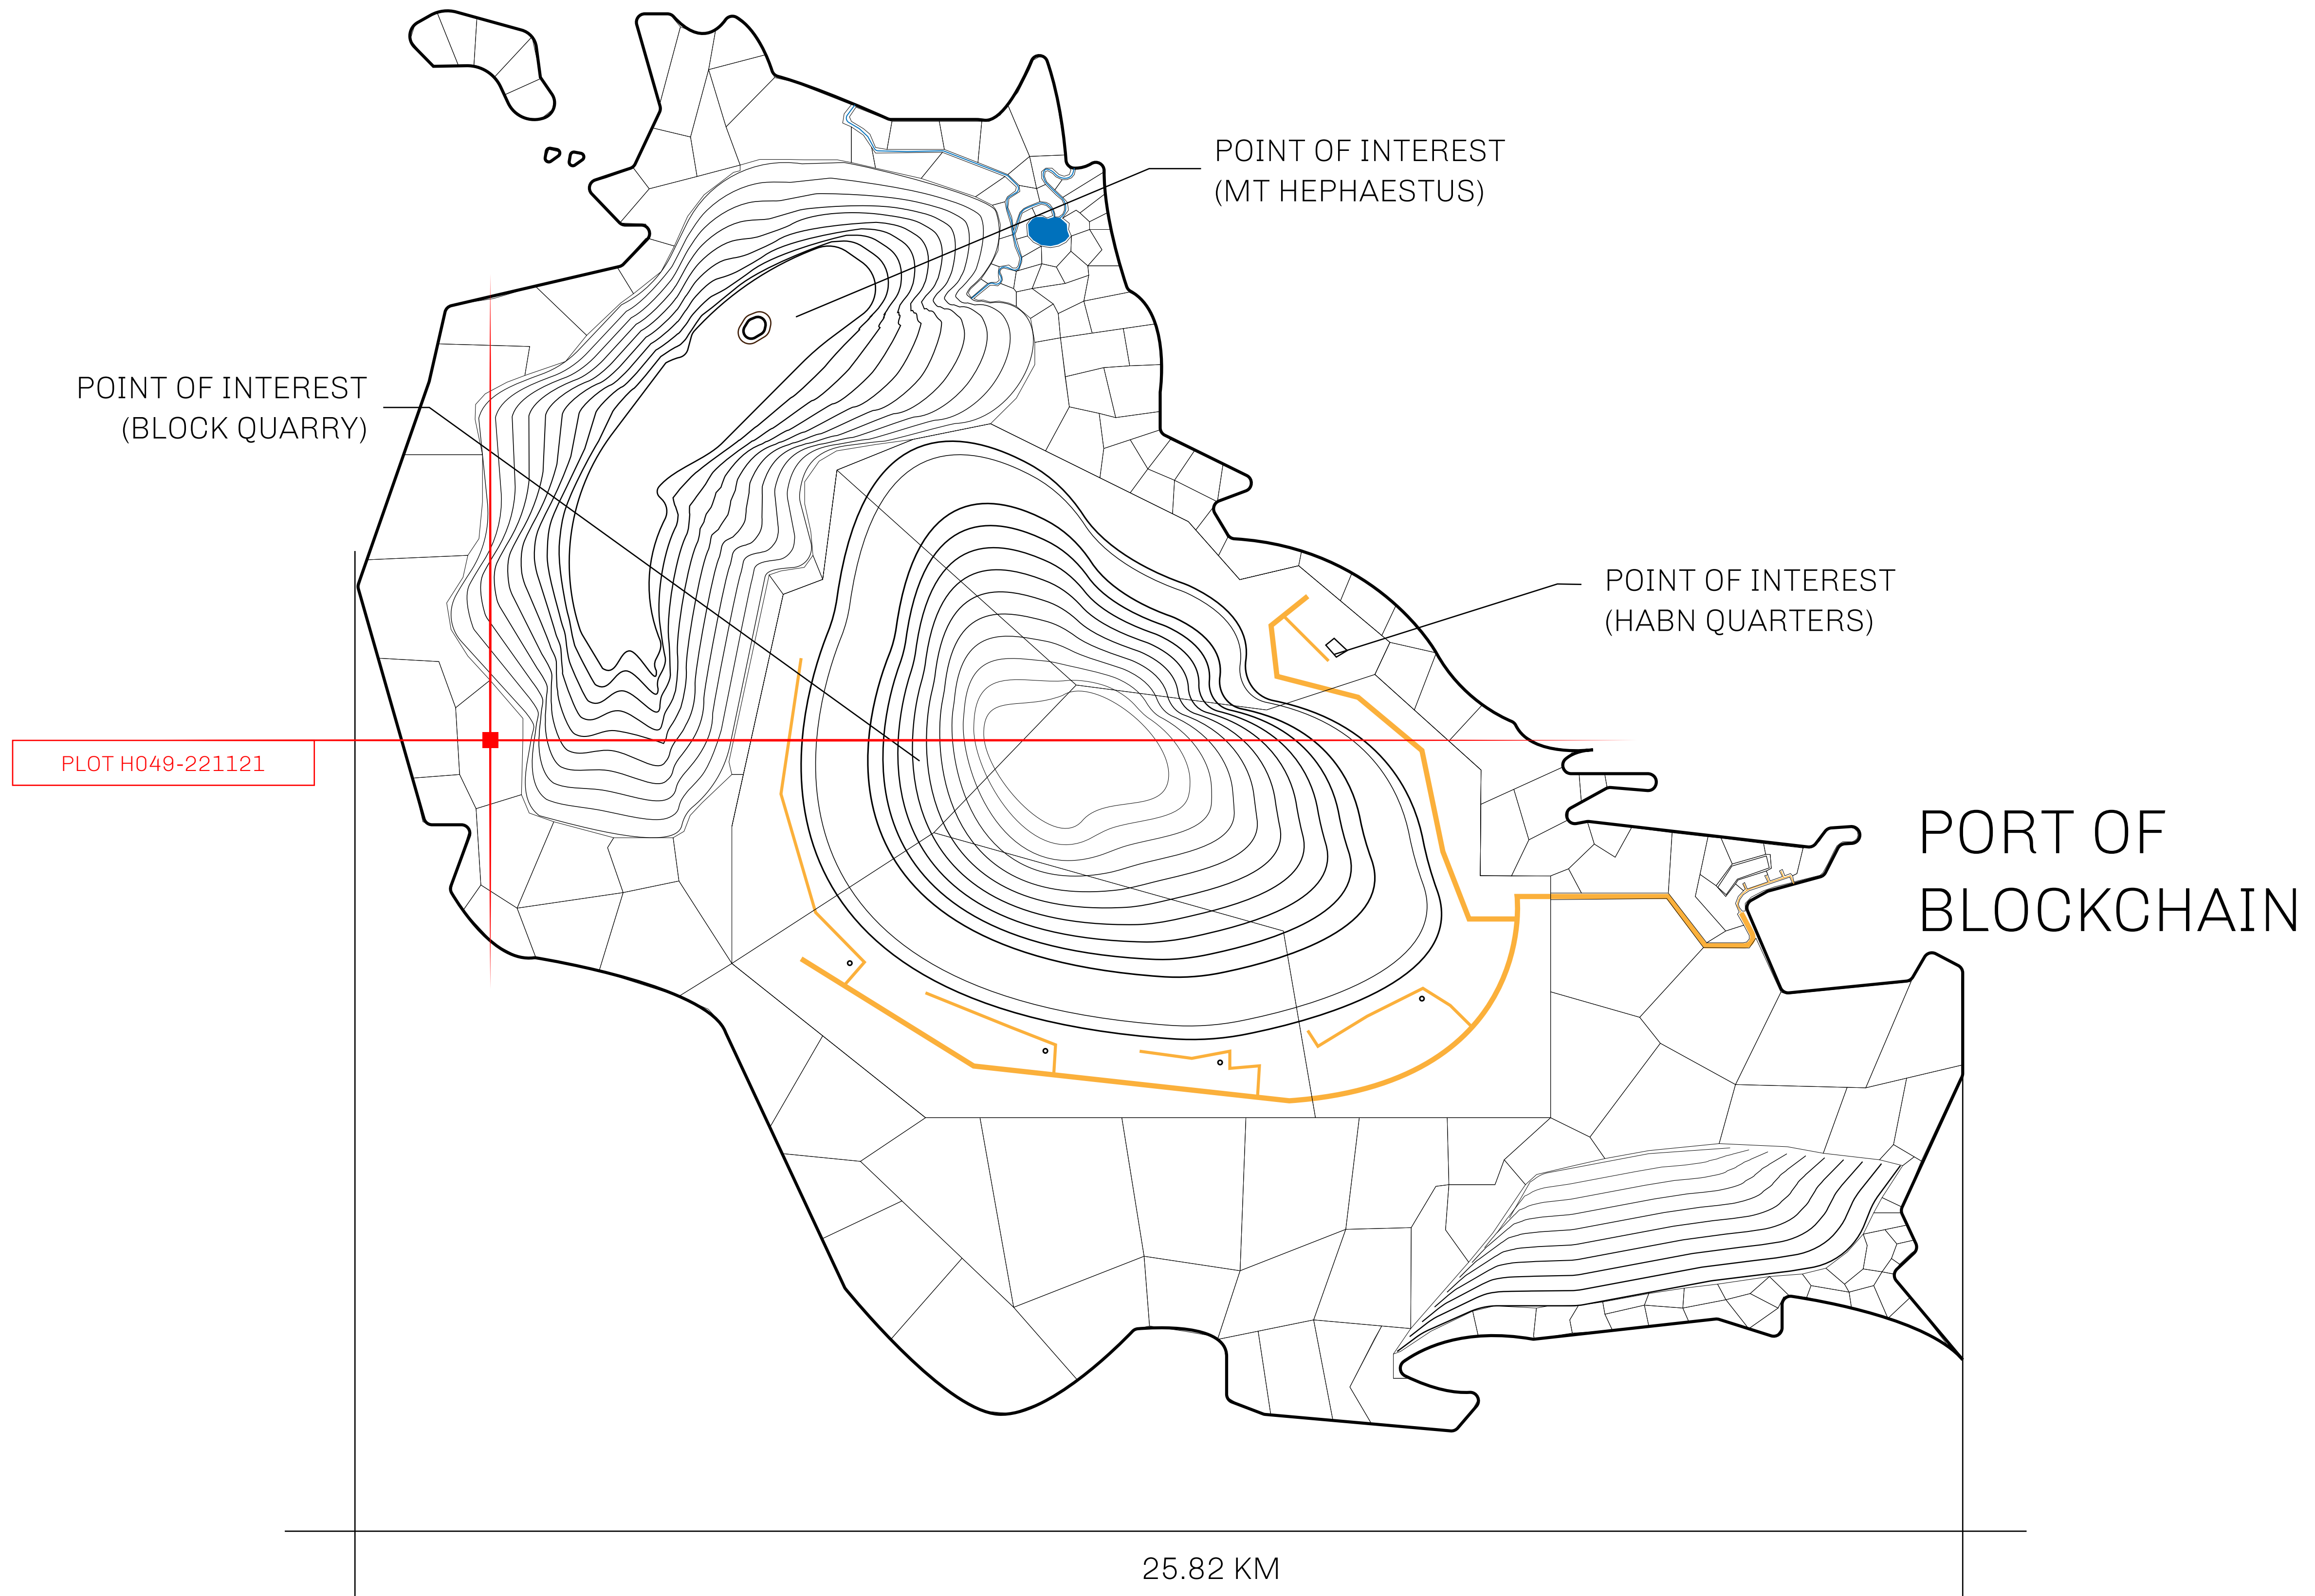 POINT OF INTEREST
(MT HEPHAESTUS)
POINT OF INTEREST
(BLOCK QUARRY)
POINT OF INTEREST
(HABN QUARTERS)
PLOT H049-221121
PORT OF
BLOCKCHAIN
25.82 KM